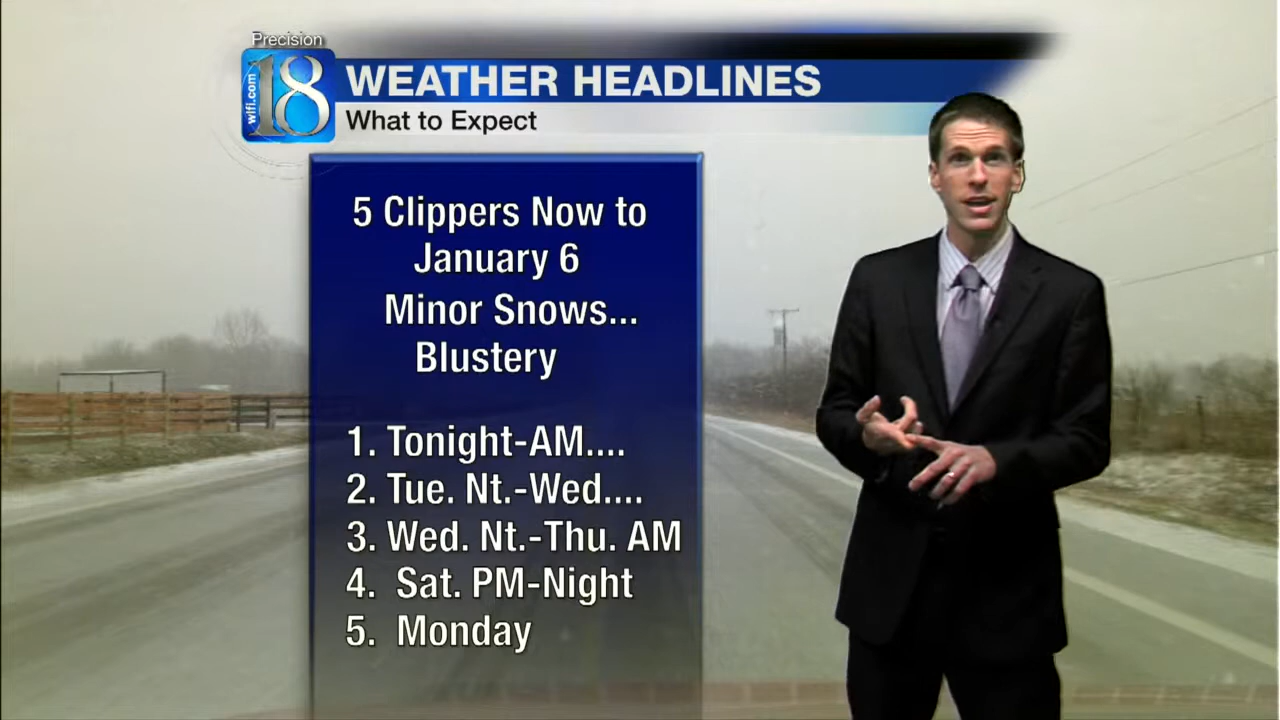 Precision
wlfi.com
18
WEATHER HEADLINES
What to Expect
5 Clippers Now to
January 6
Minor Snows...
Blustery
1. Tonight-AM....
2. Tue. Nt.-Wed....
3. Wed. Nt.-Thu. AM
4. Sat. PM-Night
5. Monday